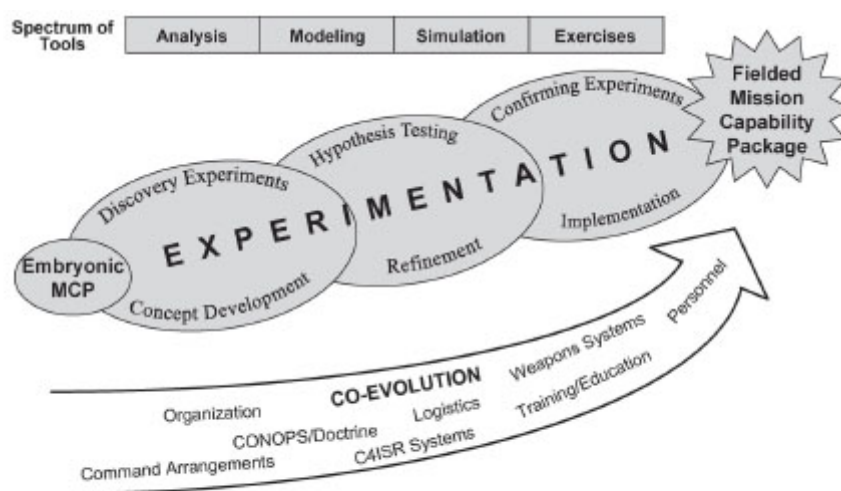 Spectrum of
Tools
Analysis
Modeling
Simulation
Exercises
Fielded
Mission
Capability
Package
Confirming Experiments
Hypothesis Testing
Discovery Experiments
EXPERIMENTATION
Implementation
Refinement
Concept Development
Embryonic
MCP
CO-EVOLUTION
Organization
CONOPS/Doctrine
Command Arrangements
Logistics
C4ISR Systems
Weapons Systems
Training/Education
Personnel